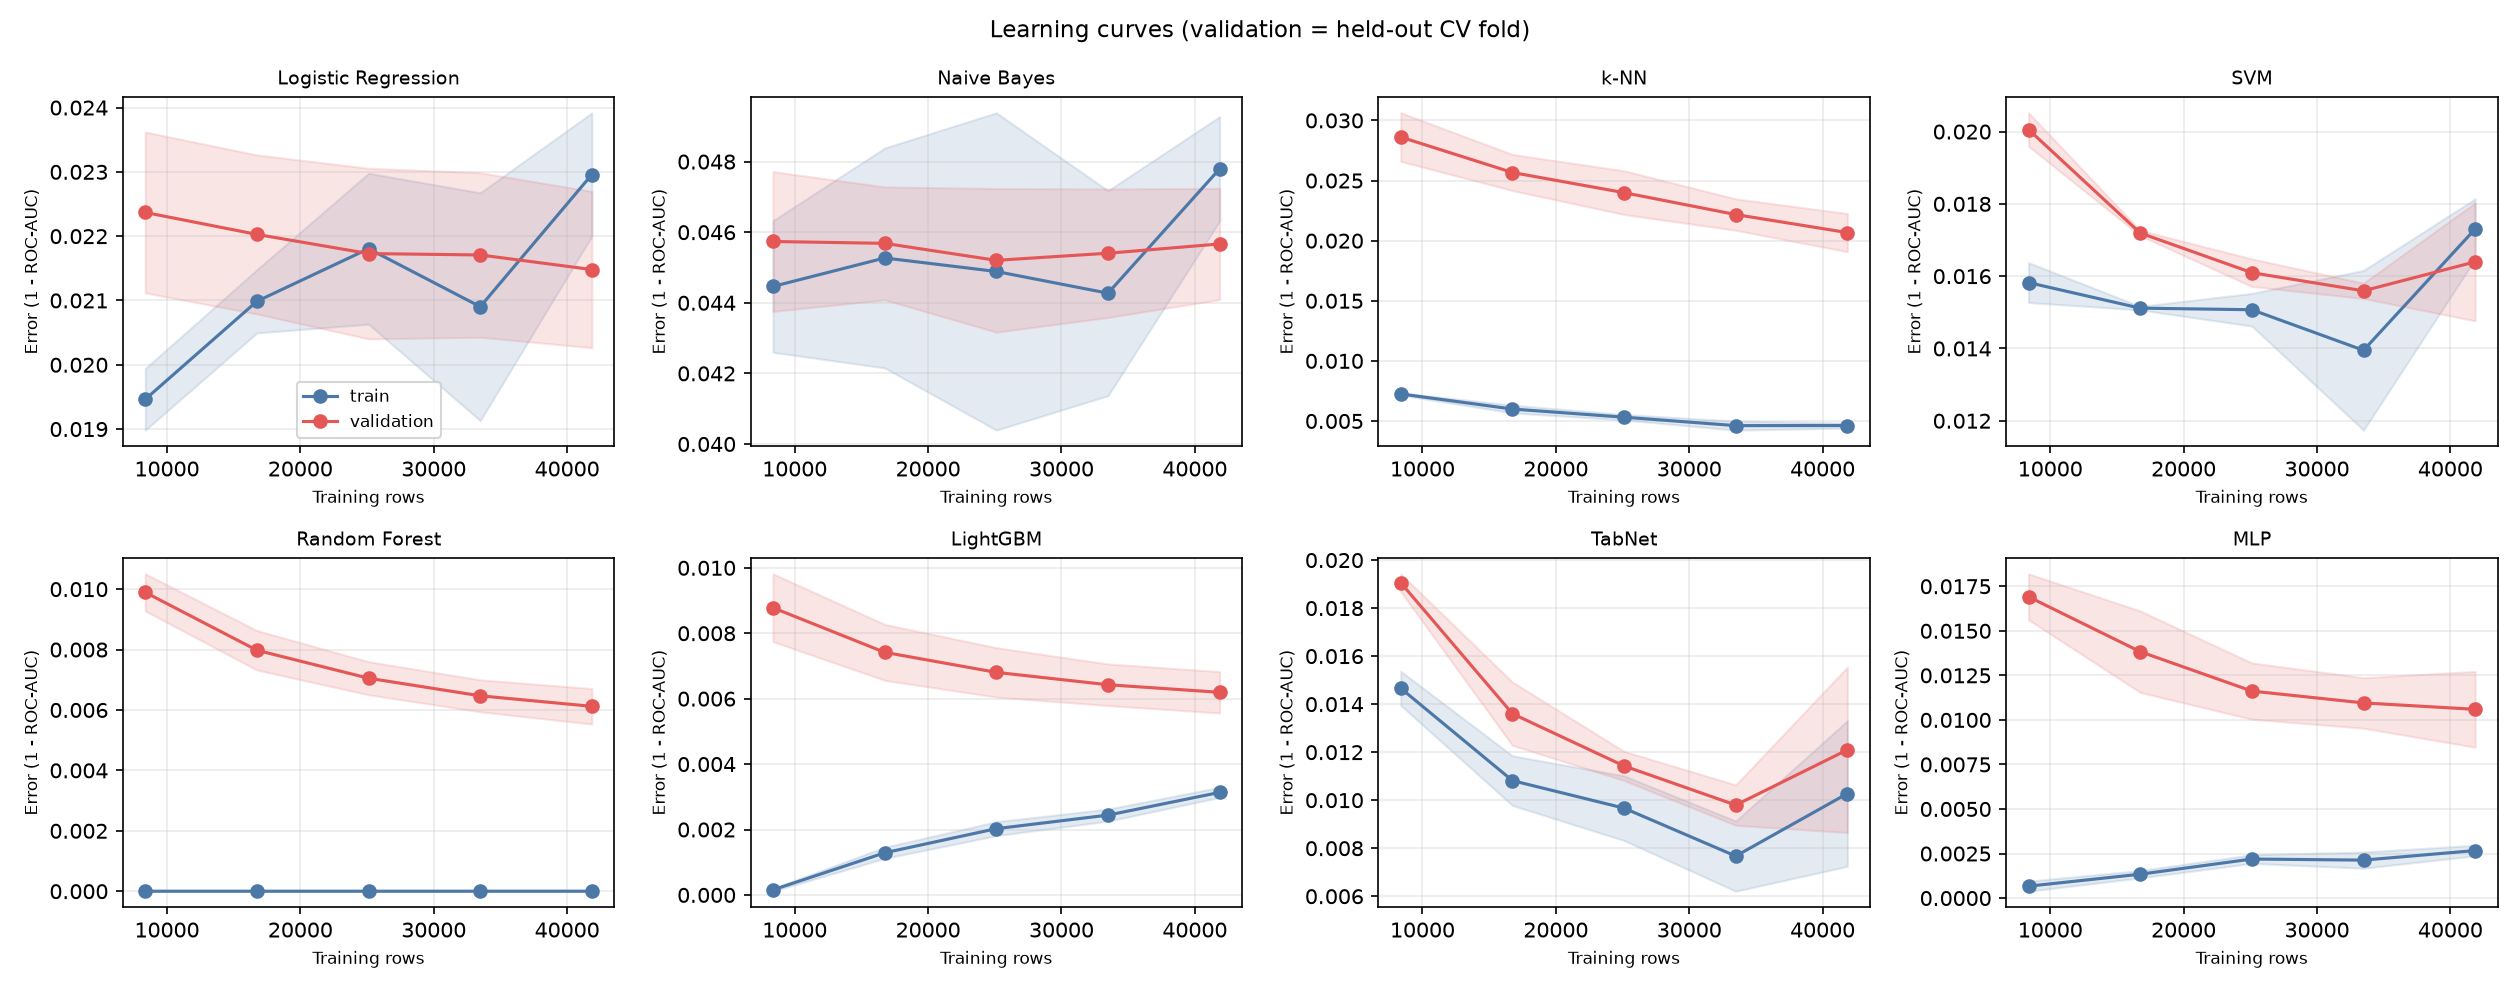 Learning curves (validation = held-out CV fold)
Logistic Regression
Error (1 - ROC-AUC)
0.024
0.023
0.022
0.021
0.020
0.019
train
validation
10000 20000 30000 40000
Training rows
Naive Bayes
Error (1 - ROC-AUC)
0.048
0.046
0.044
0.042
0.040
10000 20000 30000 40000
Training rows
k-NN
Error (1 - ROC-AUC)
0.030
0.025
0.020
0.015
0.010
0.005
10000 20000 30000 40000
Training rows
SVM
Error (1 - ROC-AUC)
0.020
0.018
0.016
0.014
0.012
10000 20000 30000 40000
Training rows
Random Forest
Error (1 - ROC-AUC)
0.010
0.008
0.006
0.004
0.002
0.000
10000 20000 30000 40000
Training rows
LightGBM
Error (1 - ROC-AUC)
0.010
0.008
0.006
0.004
0.002
0.000
10000 20000 30000 40000
Training rows
TabNet
Error (1 - ROC-AUC)
0.020
0.018
0.016
0.014
0.012
0.010
0.008
0.006
10000 20000 30000 40000
Training rows
MLP
Error (1 - ROC-AUC)
0.0175
0.0150
0.0125
0.0100
0.0075
0.0050
0.0025
0.0000
10000 20000 30000 40000
Training rows